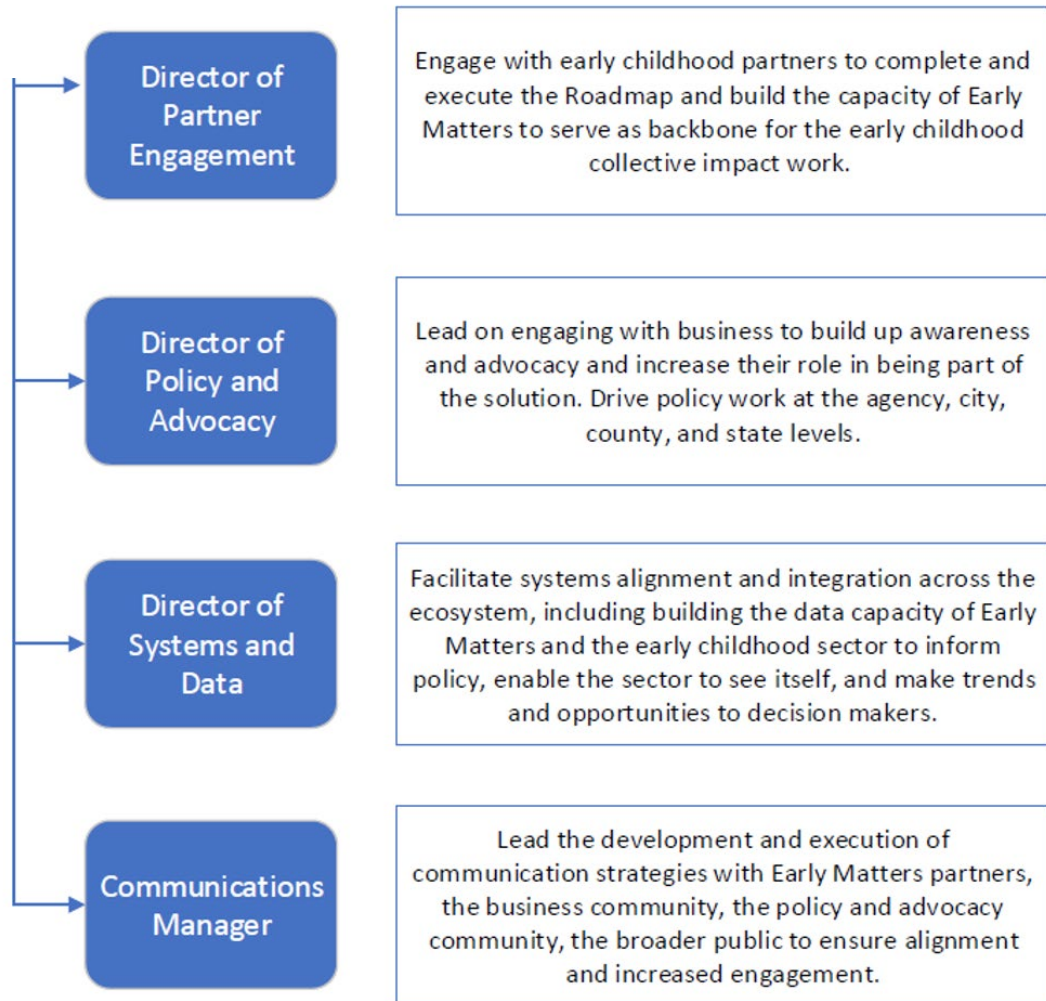 Director of
Partner
Engagement
Engage with early childhood partners to complete and
execute the Roadmap and build the capacity of Early
Matters to serve as backbone for the early childhood
collective impact work.
Director of
Policy and
Advocacy
Lead on engaging with business to build up awareness
and advocacy and increase their role in being part of
the solution. Drive policy work at the agency, city,
county, and state levels.
Director of
Systems and
Data
Facilitate systems alignment and integration across the
ecosystem, including building the data capacity of Early
Matters and the early childhood sector to inform
policy, enable the sector to see itself, and make trends
and opportunities to decision makers.
Communications
Manager
Lead the development and execution of
communication strategies with Early Matters partners,
the business community, the policy and advocacy
community, the broader public to ensure alignment
and increased engagement.